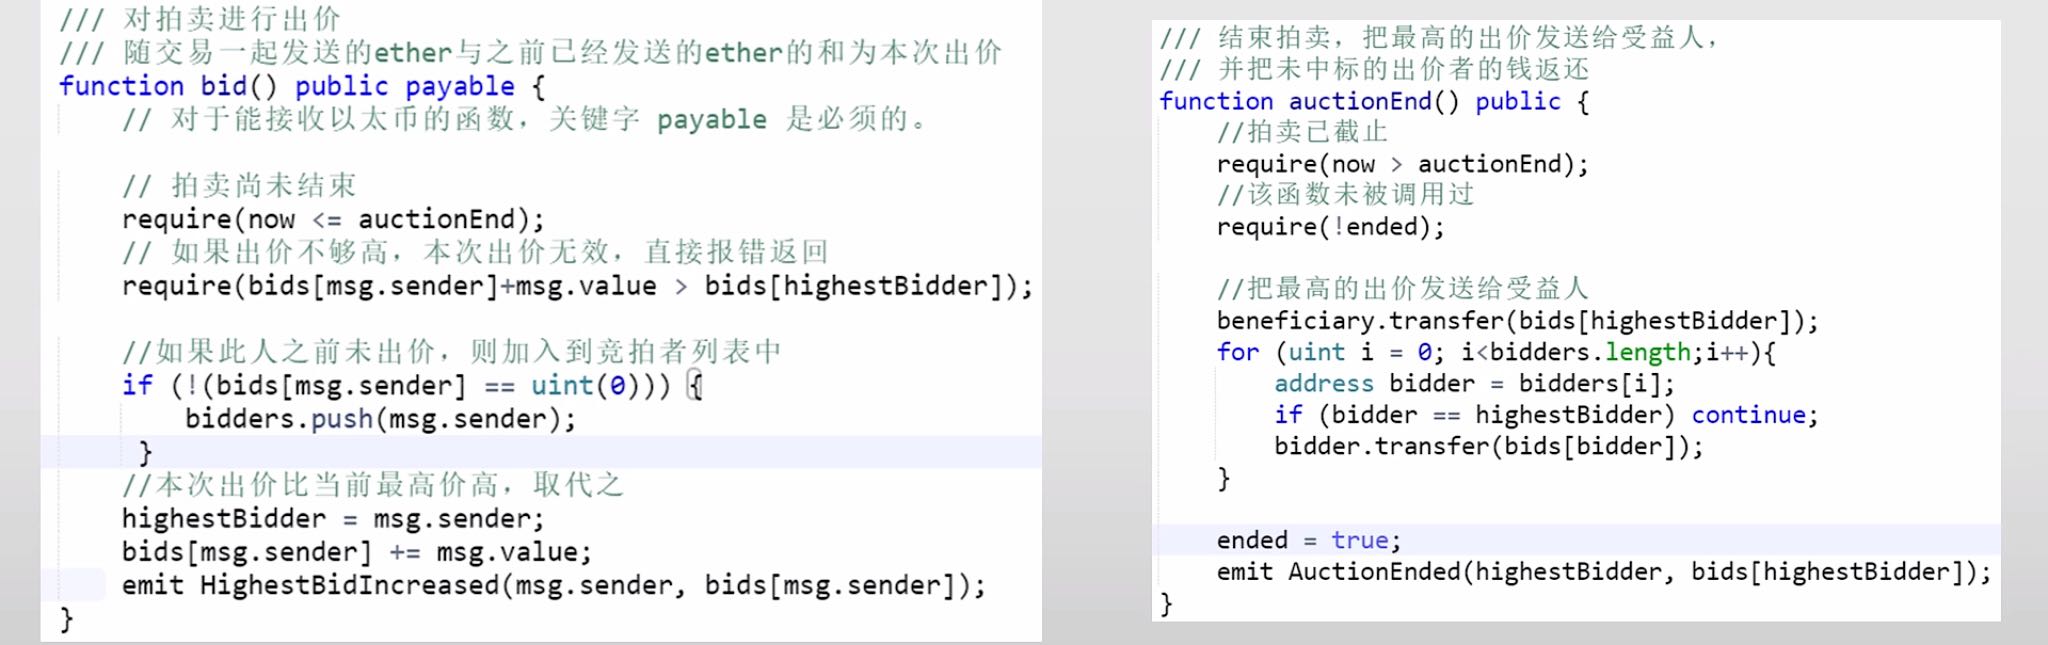 /// 对拍卖进行出价
/// 随交易一起发送的ether与之前已经发送的ether的和为本次出价
function bid() public payable {
// 对于能接收以太币的函数，关键字 payable 是必须的。
// 拍卖尚未结束
require(now <= auctionEnd);
// 如果出价不够高，本次出价无效，直接报错返回
require(bids[msg.sender]+msg.value > bids[highestBidder]);
//如果此人之前未出价，则加入到竞拍者列表中
if (!(bids[msg.sender] == uint(0))) {
bidders.push(msg.sender);
}
//本次出价比当前最高价高，取代之
highestBidder = msg.sender;
bids[msg.sender] += msg.value;
emit HighestBidIncreased(msg.sender, bids[msg.sender]);
}
/// 结束拍卖，把最高的出价发送给受益人，
/// 并把未中标的出价者的钱返还
function auctionEnd() public {
//拍卖已截止
require(now > auctionEnd);
//该函数未被调用过
require(!ended);
//把最高的出价发送给受益人
beneficiary.transfer(bids[highestBidder]);
for (uint i = 0; i<bidders.length;i++){
address bidder = bidders[i];
if (bidder == highestBidder) continue;
bidder.transfer(bids[bidder]);
}
ended = true;
emit AuctionEnded(highestBidder, bids[highestBidder]);
}